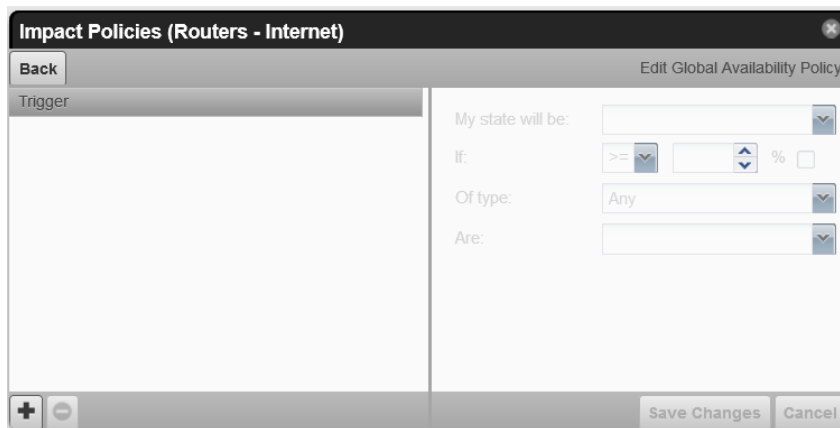 Impact Policies (Routers - Internet)
Back
Edit Global Availability Policy
Trigger
My state will be:
If: >= %
Of type: Any
Are:
Save Changes Cancel